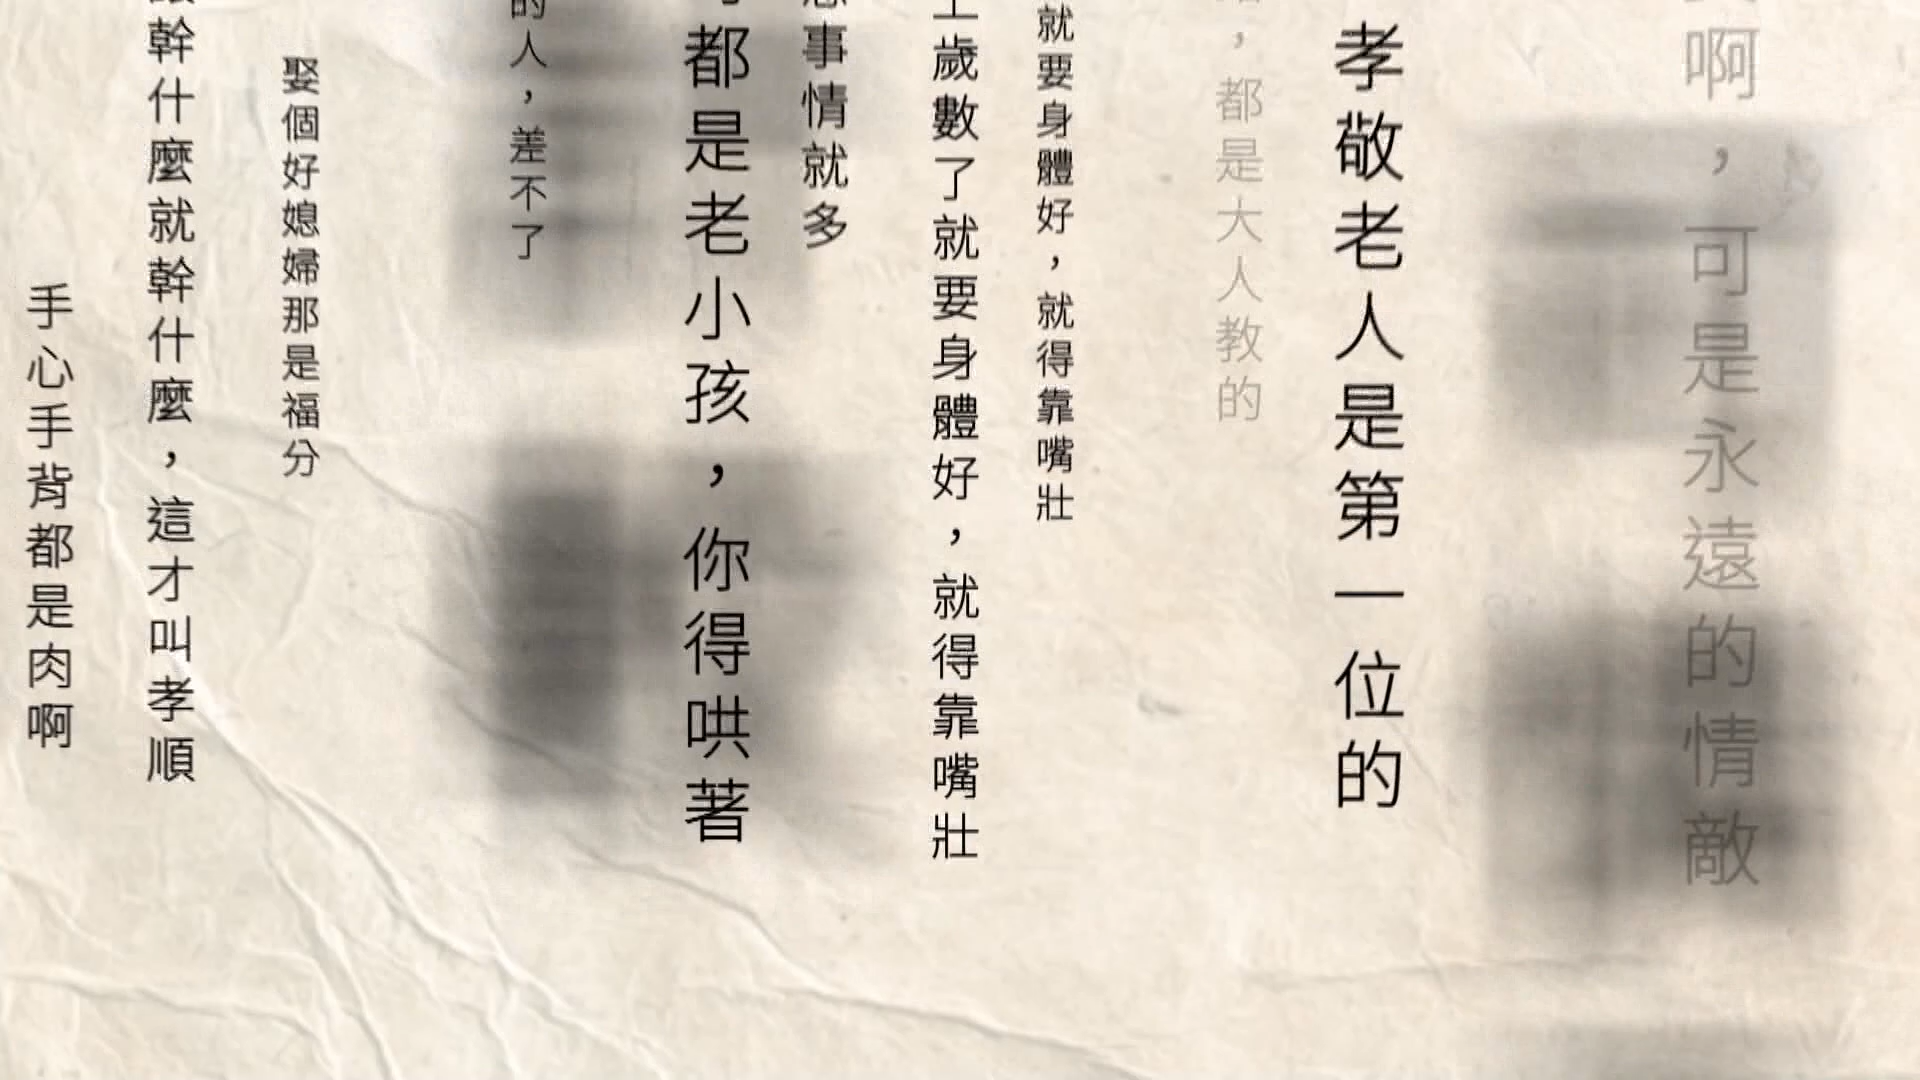 啊，可是永遠的情敵
孝敬老人是第一位的
，都是大人教的
就要身體好，就得靠嘴壯
上歲數了就要身體好，就得靠嘴壯
事情就多
都是老小孩，你得哄著
的人，差不了
娶個好媳婦那是福分
幹什麼就幹什麼，這才叫孝順
手心手背都是肉啊